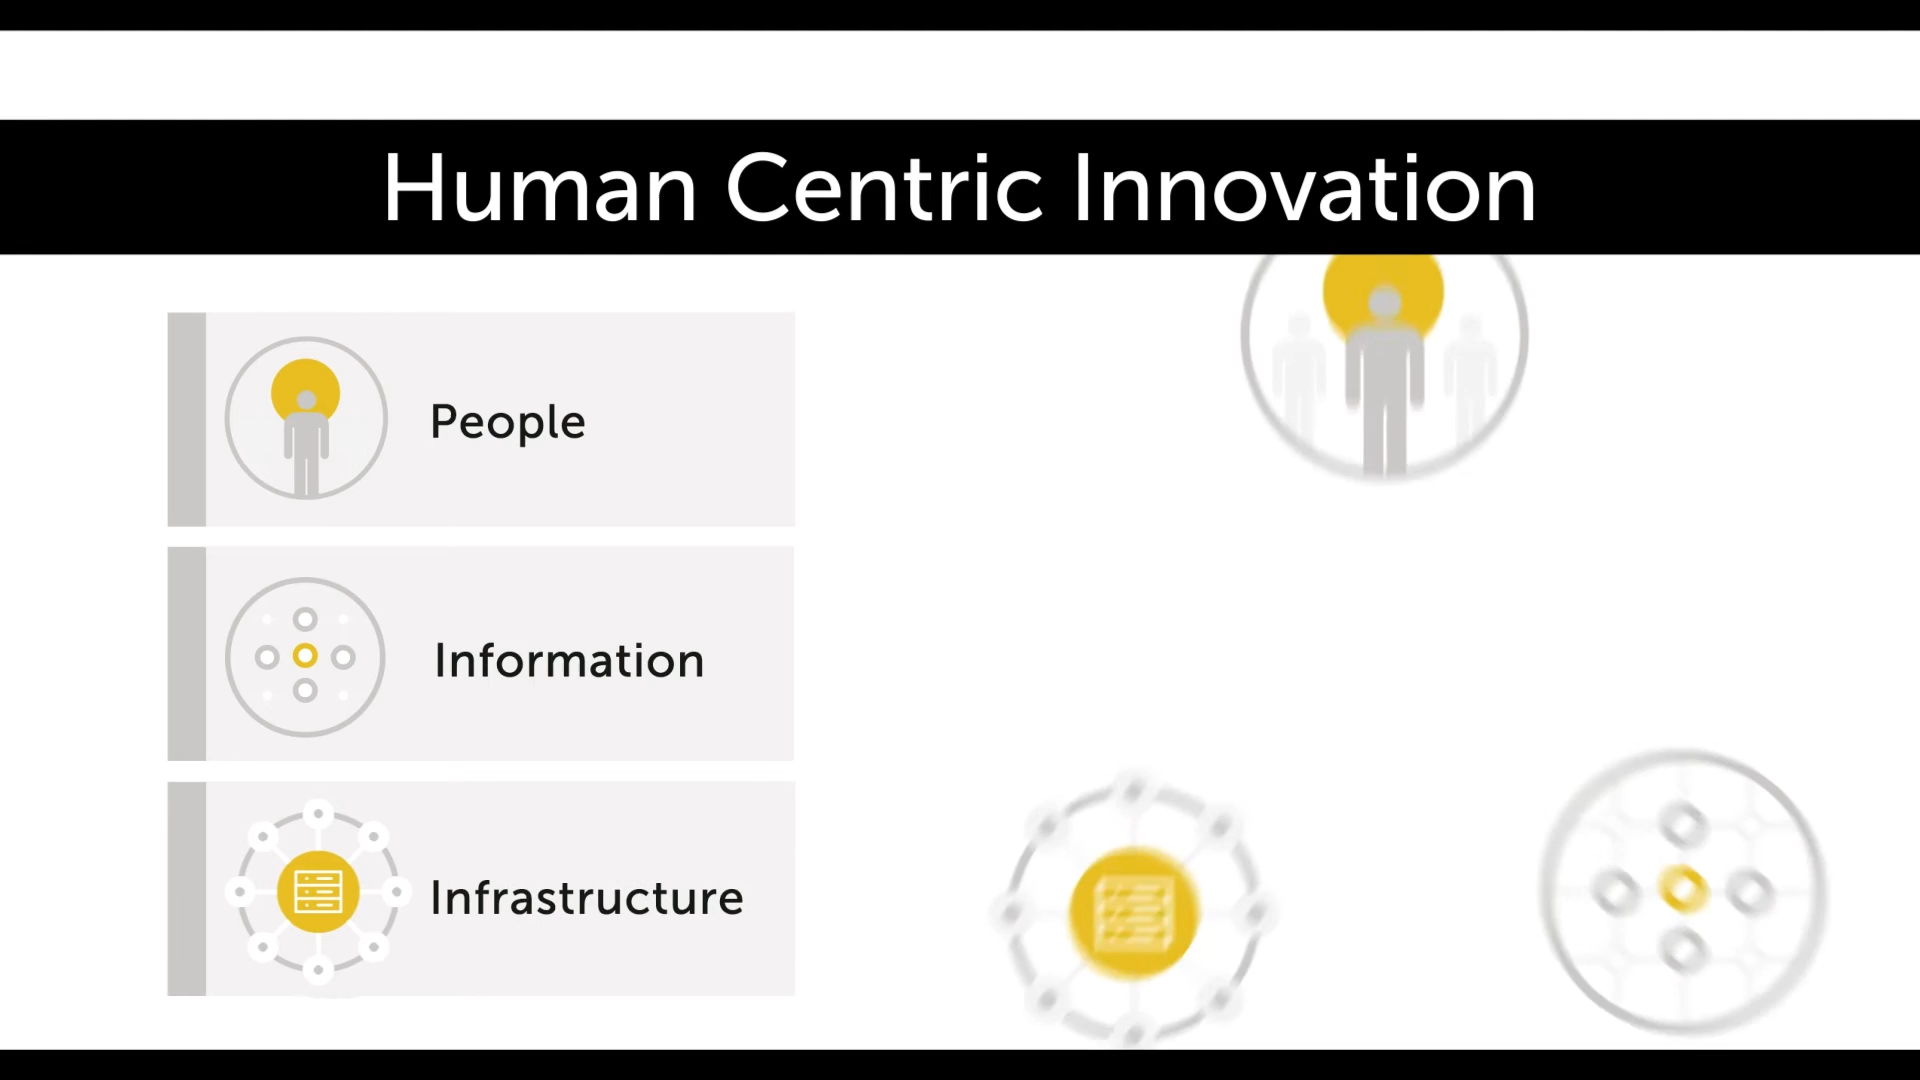 Human Centric Innovation
People
Information
Infrastructure